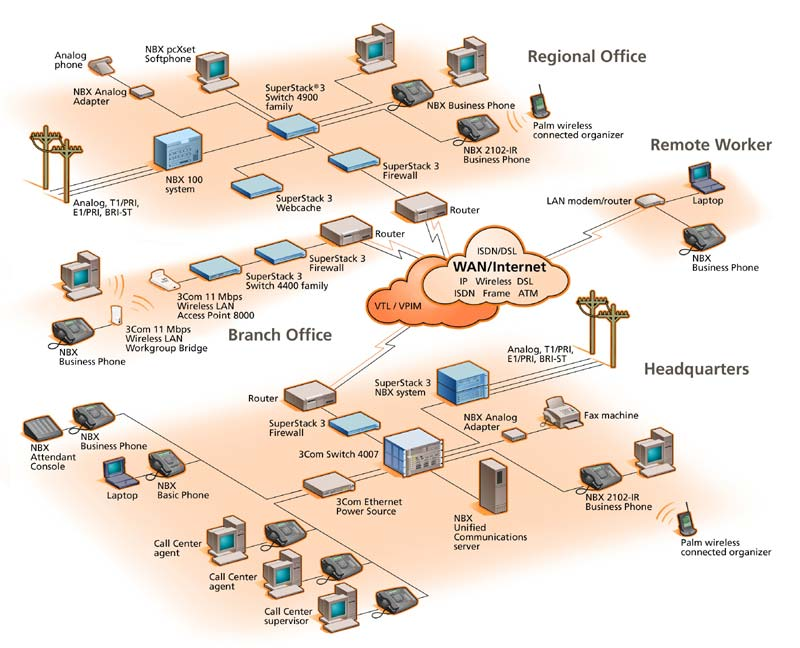 Regional Office
Analog
phone
NBX pcXset
Softphone
NBX Analog
Adapter
SuperStack® 3
Switch 4900
family
NBX Business Phone
NBX 2102-IR
Business Phone
Palm wireless
connected organizer
NBX 100
system
SuperStack 3
Firewall
Analog, T1/PRI,
E1/PRI, BRI-ST
SuperStack 3
Webcache
Router
Remote Worker
LAN modem/router
Laptop
NBX
Business Phone
Router
SuperStack 3
Firewall
SuperStack 3
Switch 4400 family
3Com 11 Mbps
Wireless LAN
Access Point 8000
3Com 11 Mbps
Wireless LAN
Workgroup Bridge
NBX
Business Phone
Branch Office
ISDN/DSL
WAN/Internet
IP Wireless DSL
ISDN Frame ATM
VTL / VPIM
Headquarters
Analog, T1/PRI,
E1/PRI, BRI-ST
SuperStack 3
NBX system
Router
SuperStack 3
Firewall
3Com Switch 4007
NBX Analog
Adapter
Fax machine
NBX
Attendant
Console
NBX
Business Phone
Laptop
NBX
Basic Phone
3Com Ethernet
Power Source
NBX
Unified
Communications
server
NBX 2102-IR
Business Phone
Palm wireless
connected organizer
Call Center
agent
Call Center
agent
Call Center
supervisor